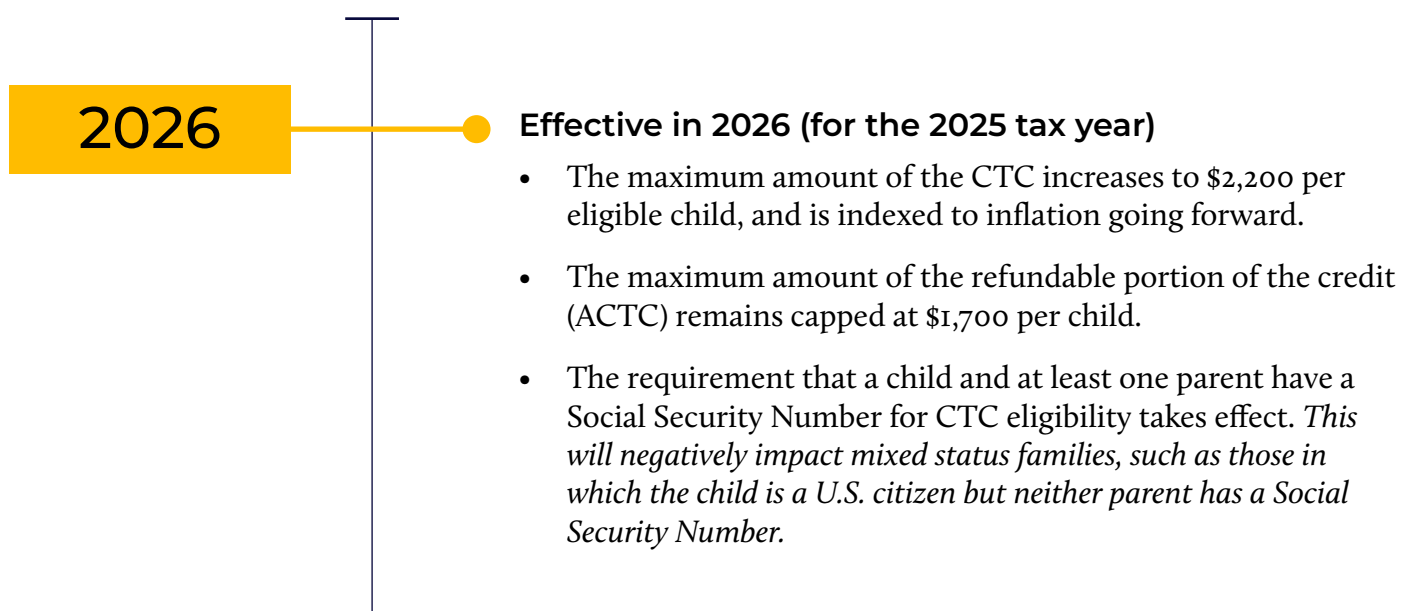 2026
Effective in 2026 (for the 2025 tax year)
• The maximum amount of the CTC increases to $2,200 per
eligible child, and is indexed to inflation going forward.
• The maximum amount of the refundable portion of the credit
(ACTC) remains capped at $1,700 per child.
• The requirement that a child and at least one parent have a
Social Security Number for CTC eligibility takes effect. This
will negatively impact mixed status families, such as those in
which the child is a U.S. citizen but neither parent has a Social
Security Number.